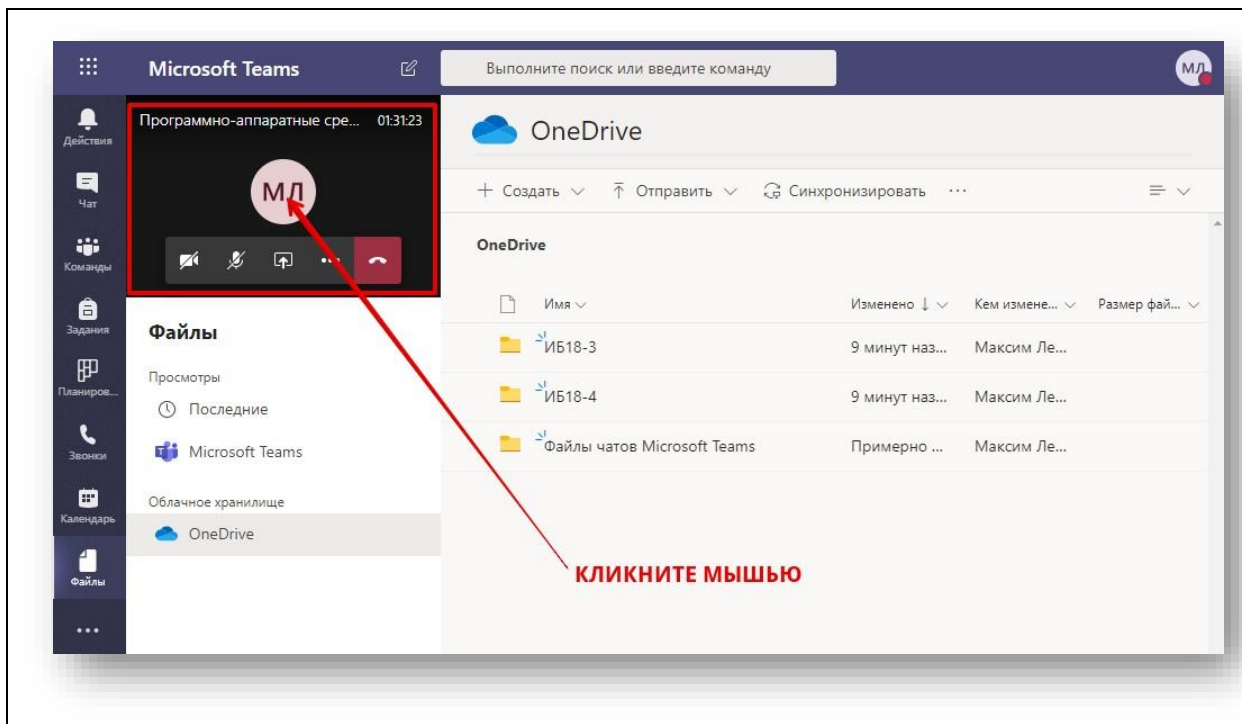 Microsoft Teams
Выполните поиск или введите команду
МЛ
Действия
Чат
Команды
Задания
Планиров...
Звонки
Календарь
Файлы
Программно-аппаратные сре... 01:31:23
МЛ
Файлы
Просмотры
Последние
Microsoft Teams
Облачное хранилище
OneDrive
OneDrive
Создать Отправить Синхронизировать
OneDrive
Имя Изменено Кем измене... Размер фай...
ИБ18-3 9 минут наз... Максим Ле...
ИБ18-4 9 минут наз... Максим Ле...
Файлы чатов Microsoft Teams Примерно ... Максим Ле...
КЛИКНИТЕ МЫШЬЮ